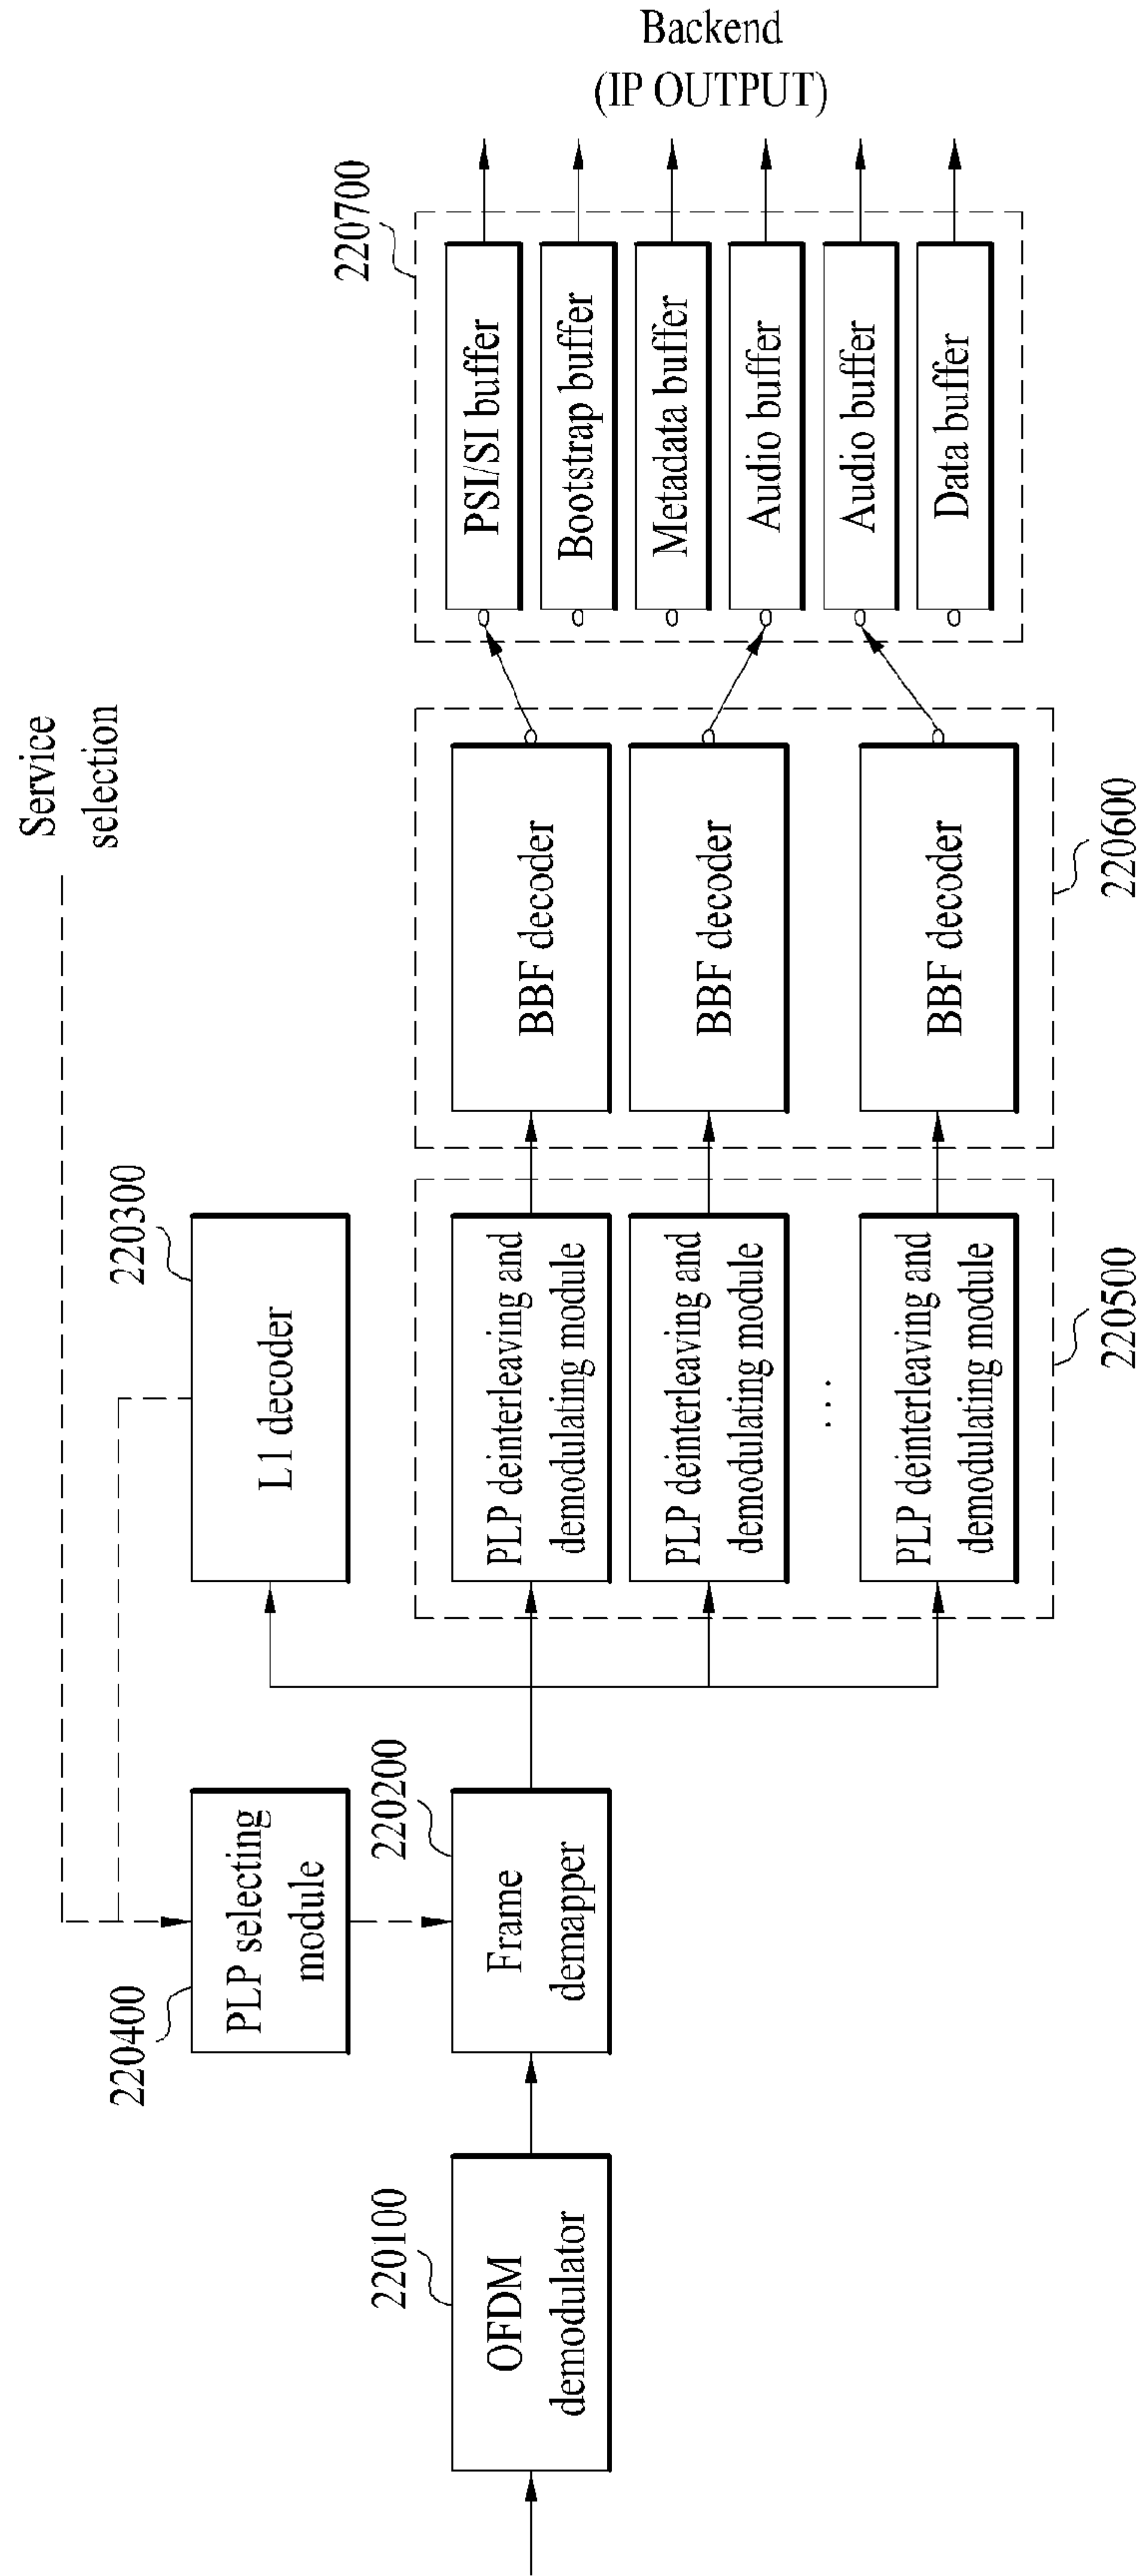 Service
selection
220100
OFDM
demodulator
220400
PLP selecting
module
220200
Frame
demapper
220300
L1 decoder
PLP deinterleaving and
demodulating module
PLP deinterleaving and
demodulating module
...
PLP deinterleaving and
demodulating module
220500
BBF decoder
BBF decoder
BBF decoder
220600
220700
PSI/SI buffer
Bootstrap buffer
Metadata buffer
Audio buffer
Audio buffer
Data buffer
Backend
(IP OUTPUT)